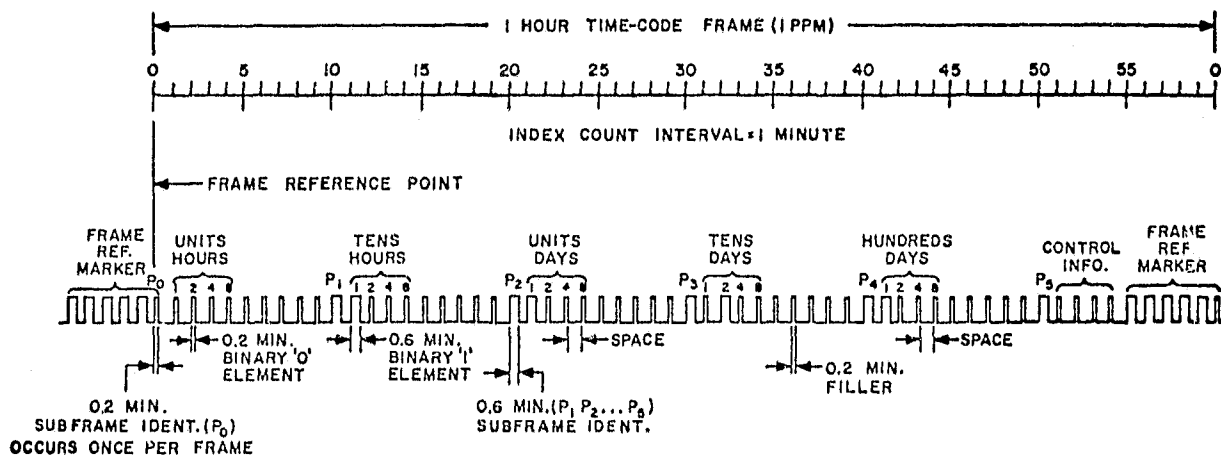 1 HOUR TIME-CODE FRAME (1 PPM)
0 5 10 15 20 25 30 35 40 45 50 55 0
INDEX COUNT INTERVAL = 1 MINUTE
FRAME REFERENCE POINT
FRAME
REF.
MARKER
P0
UNITS
HOURS
1 2 4 8
P1
TENS
HOURS
1 2 4 8
P2
UNITS
DAYS
1 2 4 8
P3
TENS
DAYS
1 2 4 8
P4
HUNDREDS
DAYS
1 2 4 8
P5
CONTROL
INFO.
FRAME
REF
MARKER
0.2 MIN.
BINARY '0'
ELEMENT
0.6 MIN.
BINARY '1'
ELEMENT
SPACE
0.2 MIN.
FILLER
SPACE
0.2 MIN.
SUBFRAME IDENT.(P0)
OCCURS ONCE PER FRAME
0.6 MIN.(P1 P2...P5)
SUBFRAME IDENT.